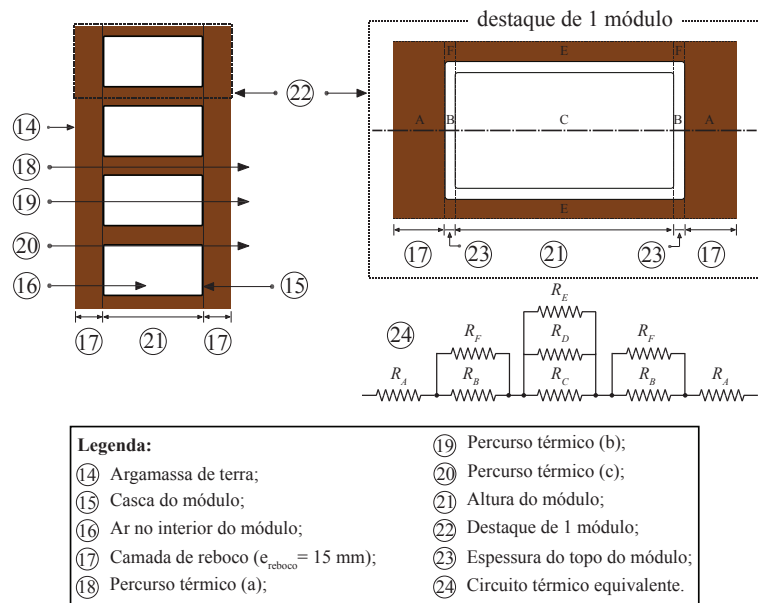 destaque de 1 módulo
F E F
A B C B A
E
14
18
19
20
16
22
15
17 21 17
17 23 21 23 17
24
R_E
R_F R_D R_F
R_A R_B R_C R_B R_A
Legenda:
14 Argamassa de terra;
15 Casca do módulo;
16 Ar no interior do módulo;
17 Camada de reboco (e_reboco= 15 mm);
18 Percurso térmico (a);
19 Percurso térmico (b);
20 Percurso térmico (c);
21 Altura do módulo;
22 Destaque de 1 módulo;
23 Espessura do topo do módulo;
24 Circuito térmico equivalente.